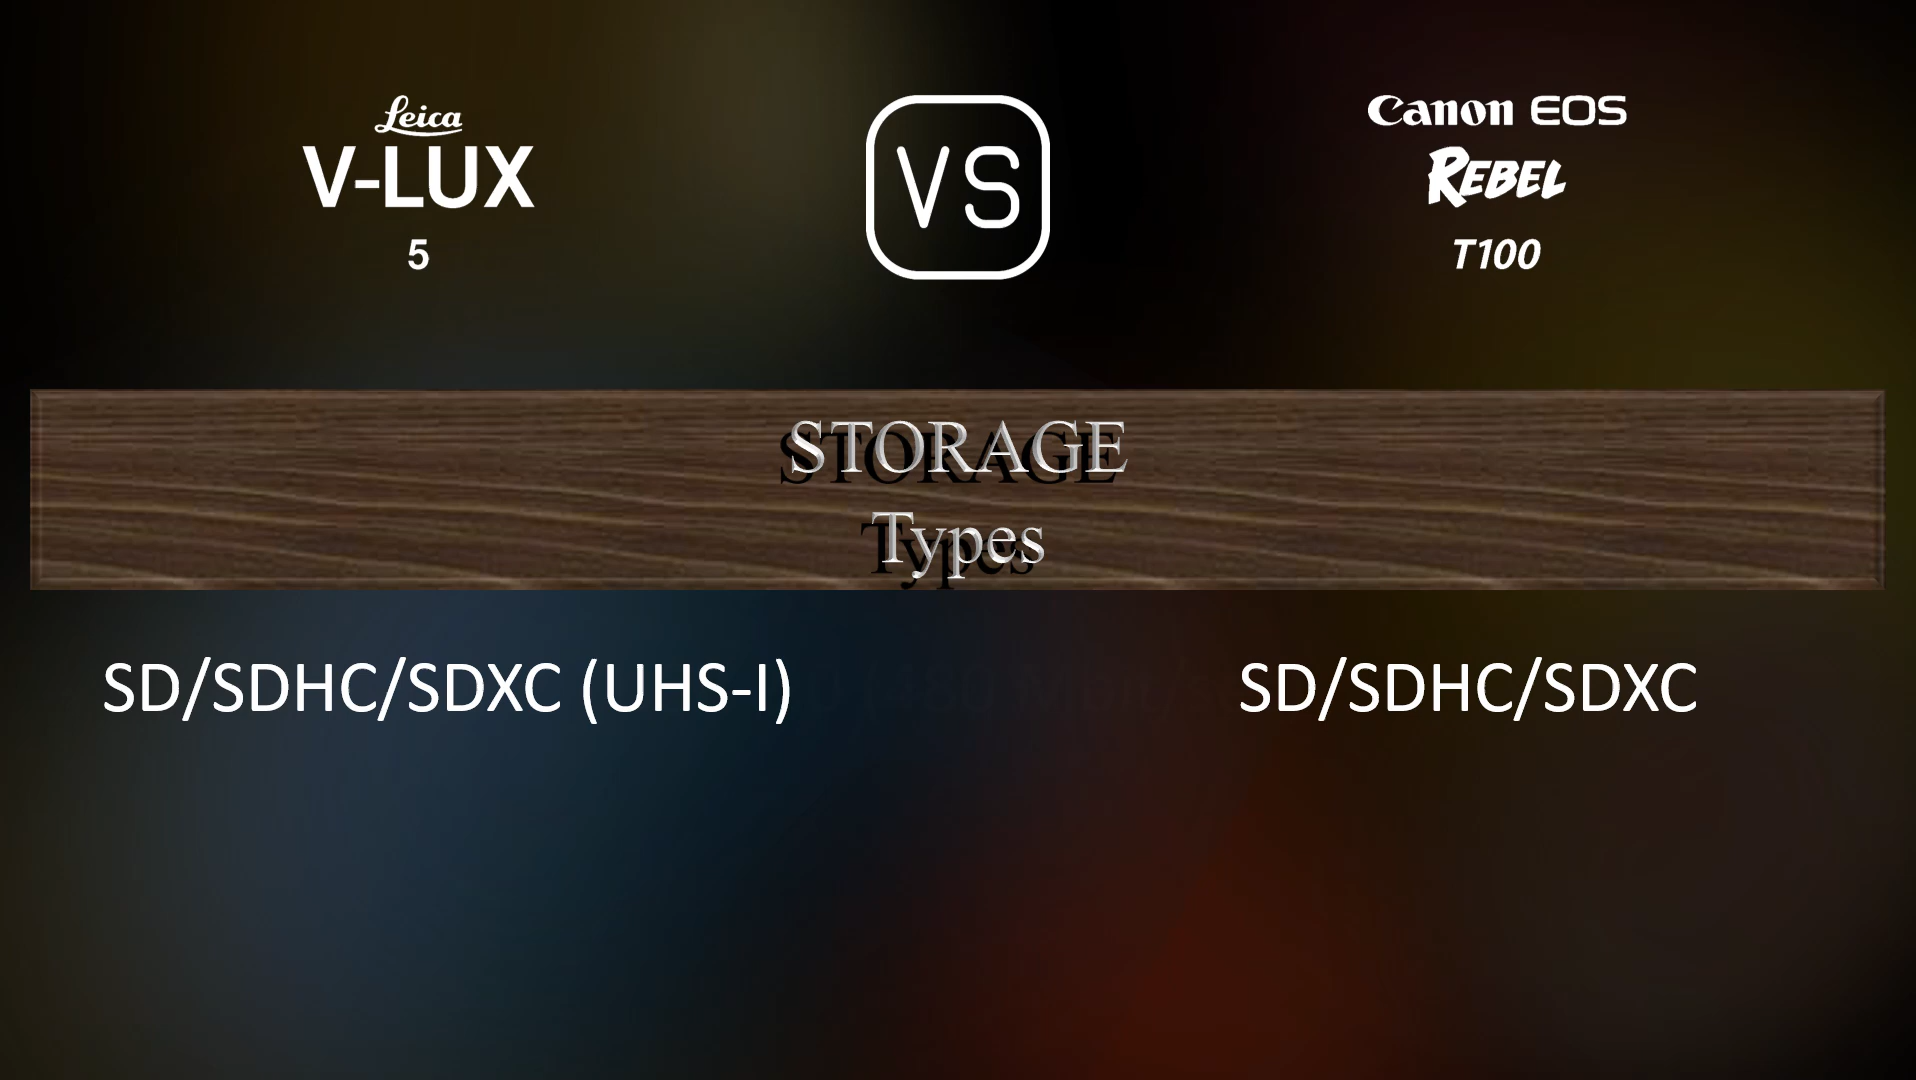 Leica
V-LUX
5
VS
Canon EOS
REBEL
T100
STORAGE
Types
SD/SDHC/SDXC (UHS-I)
SD/SDHC/SDXC